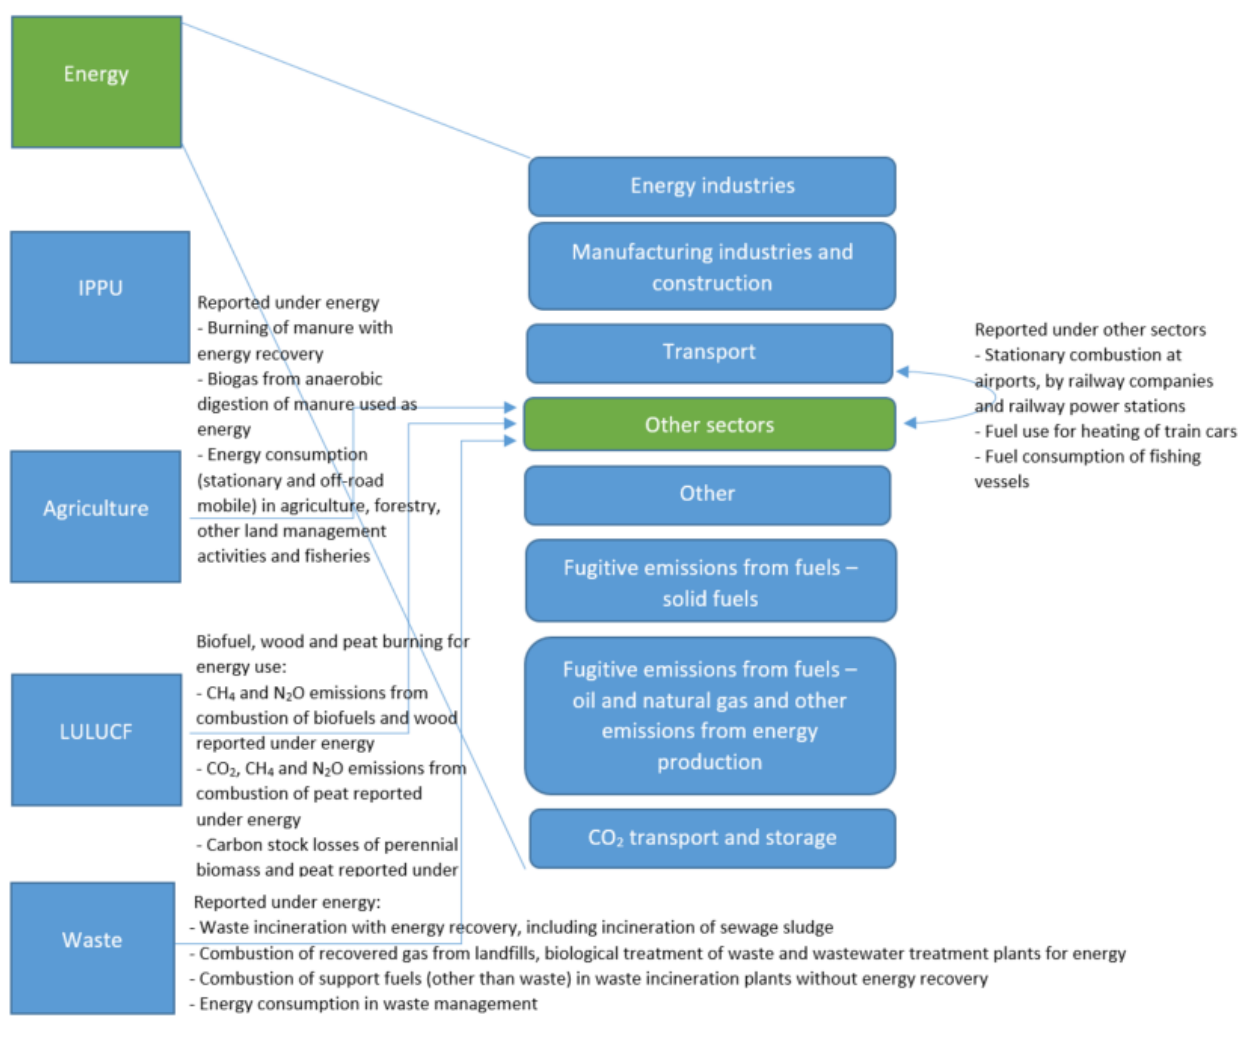 Energy
Energy industries
Manufacturing industries and
construction
Transport
Other sectors
Other
Fugitive emissions from fuels –
solid fuels
Fugitive emissions from fuels –
oil and natural gas and other
emissions from energy
production
CO₂ transport and storage
Reported under other sectors
- Stationary combustion at
airports, by railway companies
and railway power stations
- Fuel use for heating of train cars
- Fuel consumption of fishing
vessels
IPPU
Agriculture
Reported under energy
- Burning of manure with
energy recovery
- Biogas from anaerobic
digestion of manure used as
energy
- Energy consumption
(stationary and off-road
mobile) in agriculture, forestry,
other land management
activities and fisheries
LULUCF
Biofuel, wood and peat burning for
energy use:
- CH₄ and N₂O emissions from
combustion of biofuels and wood
reported under energy
- CO₂, CH₄ and N₂O emissions from
combustion of peat reported
under energy
- Carbon stock losses of perennial
biomass and peat reported under
Waste
Reported under energy:
- Waste incineration with energy recovery, including incineration of sewage sludge
- Combustion of recovered gas from landfills, biological treatment of waste and wastewater treatment plants for energy
- Combustion of support fuels (other than waste) in waste incineration plants without energy recovery
- Energy consumption in waste management